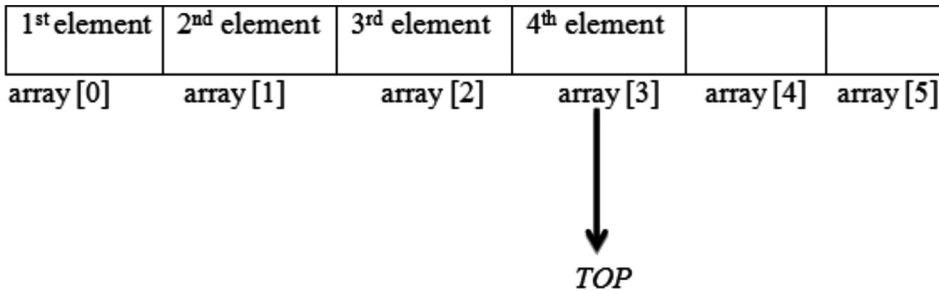 1st element 2nd element 3rd element 4th element
array [0] array [1] array [2] array [3] array [4] array [5]
TOP